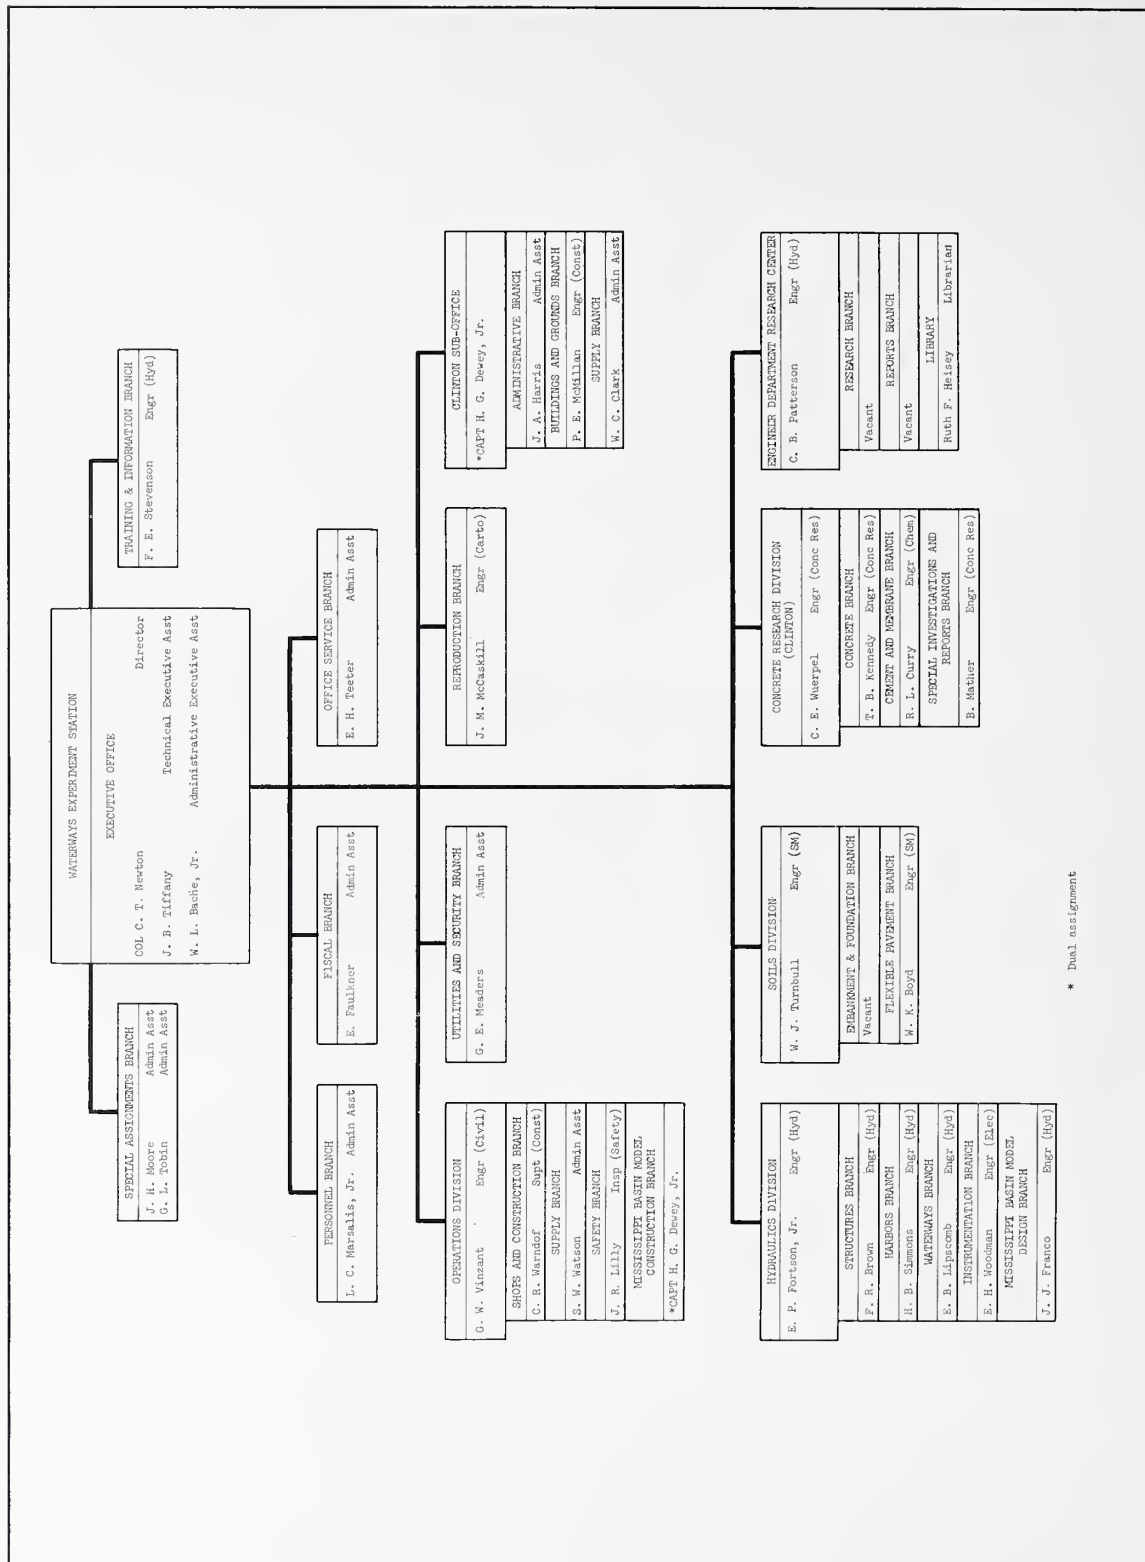 WATERWAYS EXPERIMENT STATION
EXECUTIVE OFFICE
COL C. T. Newton Director
J. B. Tiffany Technical Executive Asst
W. L. Bache, Jr. Administrative Executive Asst
SPECIAL ASSIGNMENTS BRANCH
J. H. Moore Admin Asst
G. L. Tobin Admin Asst
TRAINING & INFORMATION BRANCH
F. E. Stevenson Engr (Hyd)
PERSONNEL BRANCH
L. C. Marsalis, Jr. Admin Asst
FISCAL BRANCH
E. Faulkner Admin Asst
OFFICE SERVICE BRANCH
E. H. Teeter Admin Asst
OPERATIONS DIVISION
G. W. Vinzant Engr (Civil)
SHOPS AND CONSTRUCTION BRANCH
C. R. Warndof Supt (Const)
SUPPLY BRANCH
S. W. Watson Admin Asst
SAFETY BRANCH
J. R. Lilly Insp (Safety)
MISSISSIPPI BASIN MODEL
CONSTRUCTION BRANCH
*CAPT H. G. Dewey, Jr.
UTILITIES AND SECURITY BRANCH
G. E. Meaders Admin Asst
REPRODUCTION BRANCH
J. M. McCaskill Engr (Carto)
CLINTON SUB-OFFICE
*CAPT H. G. Dewey, Jr.
ADMINISTRATIVE BRANCH
J. A. Harris Admin Asst
BUILDINGS AND GROUNDS BRANCH
P. E. McMillan Engr (Const)
SUPPLY BRANCH
W. C. Clark Admin Asst
HYDRAULICS DIVISION
E. P. Fortson, Jr. Engr (Hyd)
STRUCTURES BRANCH
F. R. Brown Engr (Hyd)
HARBORS BRANCH
H. B. Simmons Engr (Hyd)
WATERWAYS BRANCH
E. B. Lipscomb Engr (Hyd)
INSTRUMENTATION BRANCH
E. H. Woodman Engr (Elec)
MISSISSIPPI BASIN MODEL
DESIGN BRANCH
J. J. Franco Engr (Hyd)
SOILS DIVISION
W. J. Turnbull Engr (SM)
EMBANKMENT & FOUNDATION BRANCH
Vacant
FLEXIBLE PAVEMENT BRANCH
W. K. Boyd Engr (SM)
CONCRETE RESEARCH DIVISION
(CLINTON)
C. E. Wuerpel Engr (Conc Res)
CONCRETE BRANCH
T. B. Kennedy Engr (Conc Res)
CEMENT AND MEMBRANE BRANCH
R. L. Curry Engr (Chem)
SPECIAL INVESTIGATIONS AND
REPORTS BRANCH
B. Mather Engr (Conc Res)
ENGINEER DEPARTMENT RESEARCH CENTER
C. B. Patterson Engr (Hyd)
RESEARCH BRANCH
Vacant
REPORTS BRANCH
Vacant
LIBRARY
Ruth F. Heisey Librarian
* Dual assignment